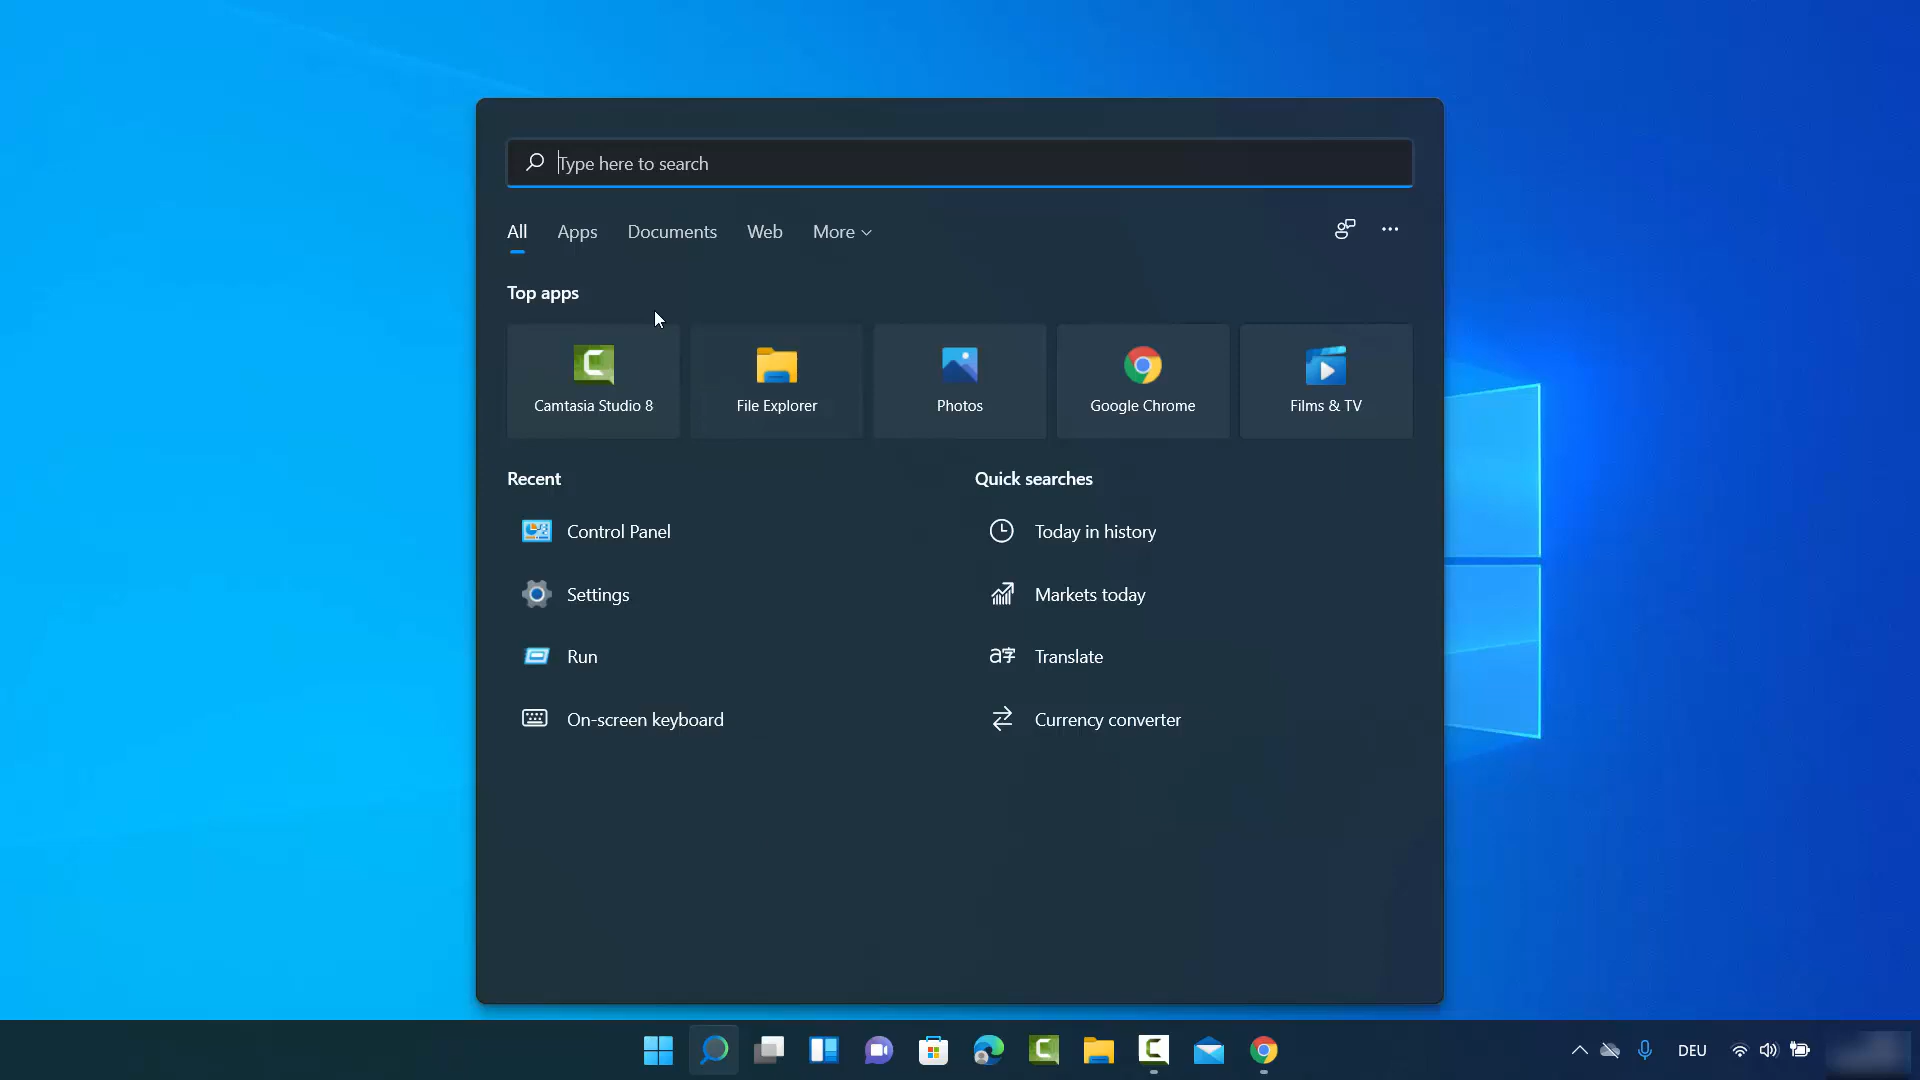 Type here to search
All Apps Documents Web More
Top apps
Camtasia Studio 8 File Explorer Photos Google Chrome Films & TV
Recent Quick searches
Control Panel Today in history
Settings Markets today
Run Translate
On-screen keyboard Currency converter
DEU